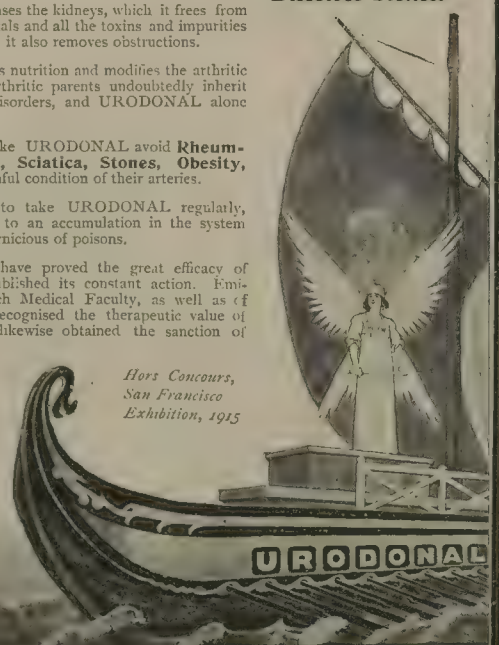 ses the kidneys, which it frees from
als and all the toxins and impurities
it also removes obstructions.
s nutrition and modifies the arthritic
rthritic parents undoubtedly inherit
isorders, and URODONAL alone
ke URODONAL avoid Rheum-
, Sciatica, Stones, Obesity,
ful condition of their arteries.
to take URODONAL regularly,
to an accumulation in the system
rnicious of poisons.
have proved the great efficacy of
blished its constant action. Emi-
ch Medical Faculty, as well as of
recognised the therapeutic value of
likewise obtained the sanction of
Hors Concours,
San Francisco
Exhibition, 1915
URODONAL